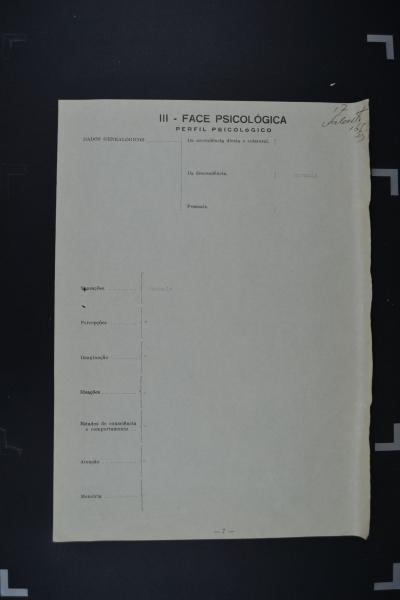 17
III - FACE PSICOLÓGICA
PERFIL PSICOLÓGICO
DADOS GENEALÓGICOS
Da ascendência direta e colateral.
Da descendência.
Pessoais.
Sensações
Percepções "
Imaginação "
Ideações "
Estados de consciência
e comportamento "
Atenção "
Memória "
— 7 —